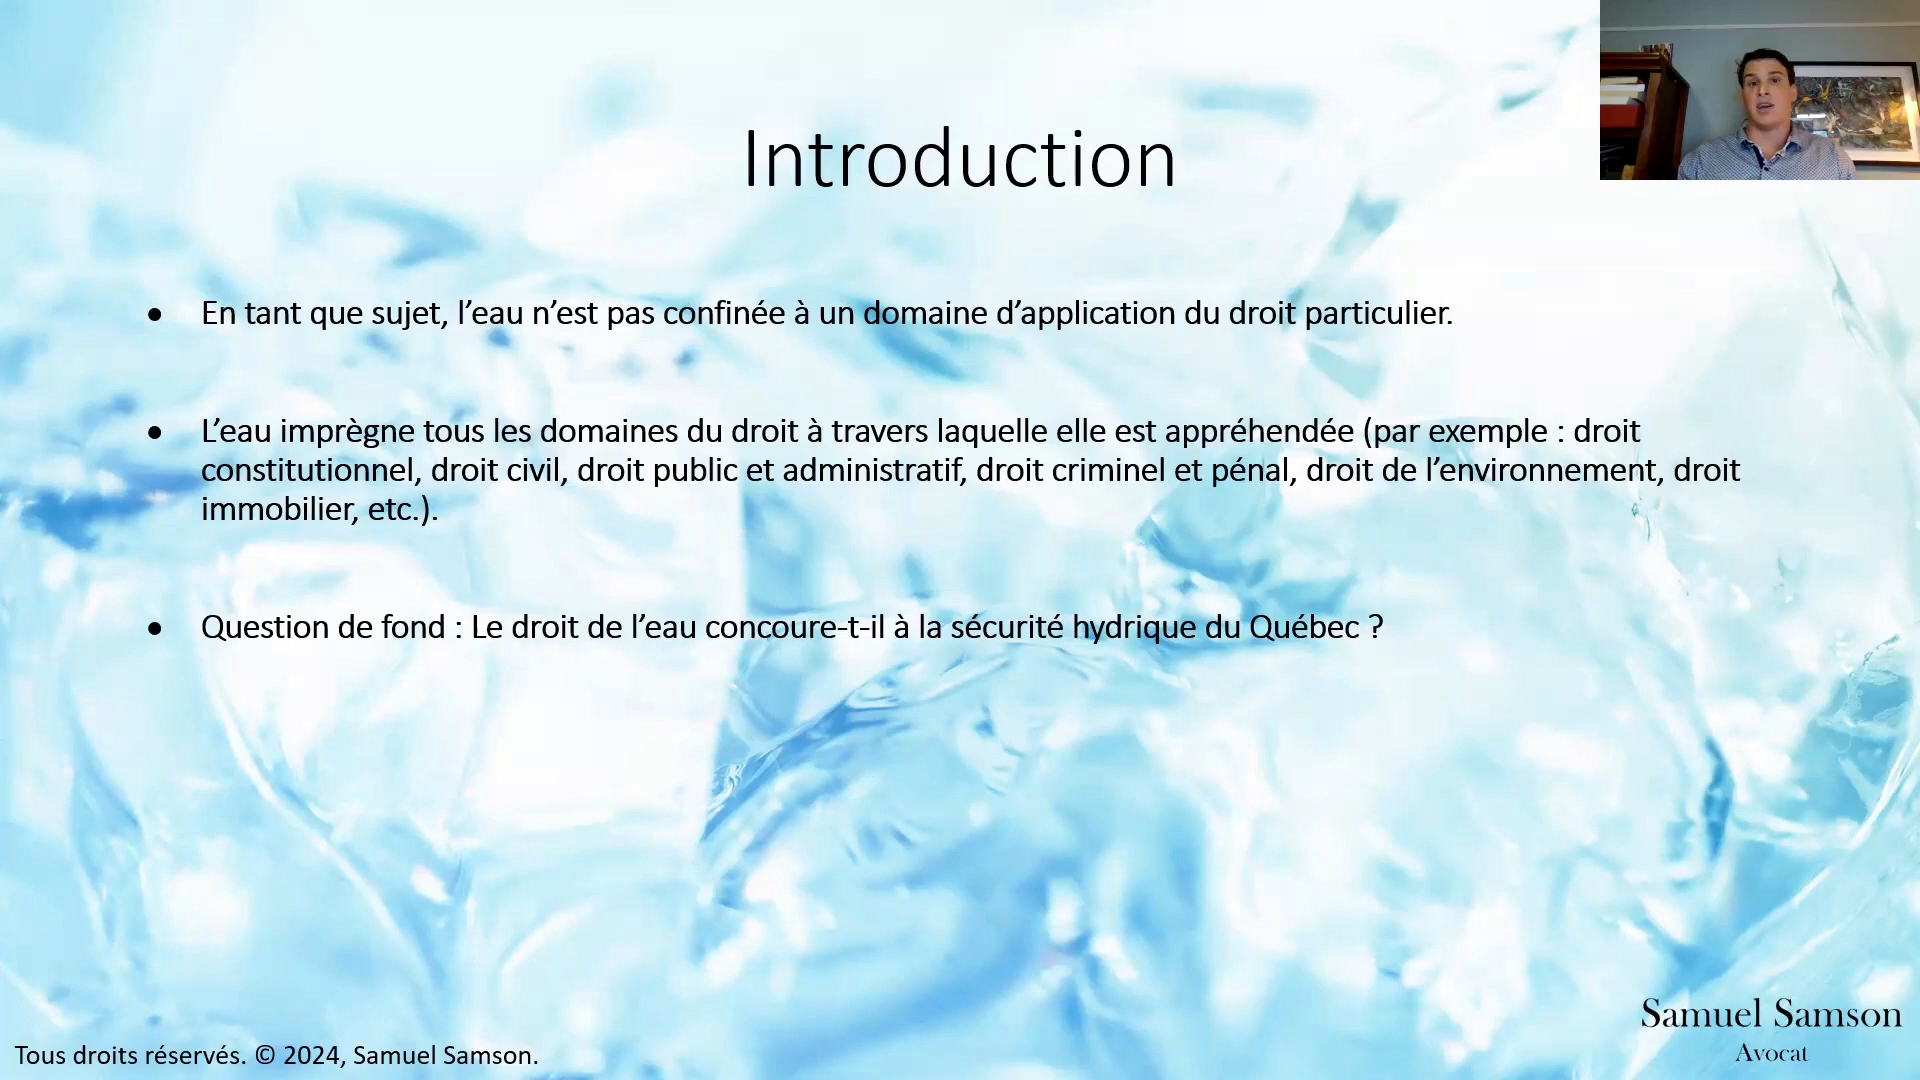 Introduction
• En tant que sujet, l’eau n’est pas confinée à un domaine d’application du droit particulier.
• L’eau imprègne tous les domaines du droit à travers laquelle elle est appréhendée (par exemple : droit
constitutionnel, droit civil, droit public et administratif, droit criminel et pénal, droit de l’environnement, droit
immobilier, etc.).
• Question de fond : Le droit de l’eau concoure-t-il à la sécurité hydrique du Québec ?
Samuel Samson
Avocat
Tous droits réservés. © 2024, Samuel Samson.